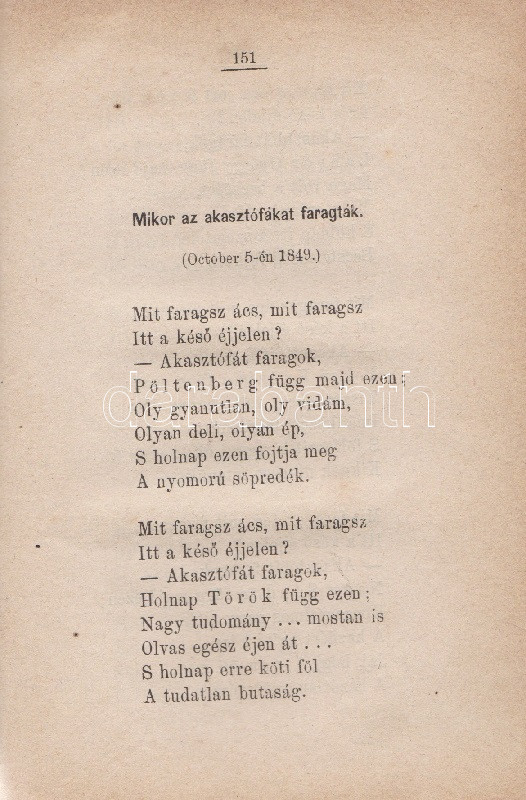 151
Mikor az akasztófákat faragták.
(October 5-én 1849.)
Mit faragsz ács, mit faragsz
Itt a késő éjjelen?
— Akasztófát faragok,
Pöltenberg függ majd ezen;
Oly gyanutlan, oly vidám,
Olyan deli, olyan ép,
S holnap ezen fojtja meg
A nyomorú söpredék.
Mit faragsz ács, mit faragsz
Itt a késő éjjelen?
— Akasztófát faragok,
Holnap Török függ ezen;
Nagy tudomány ... mostan is
Olvas egész éjen át ...
S holnap erre köti föl
A tudatlan butaság.
darabanth